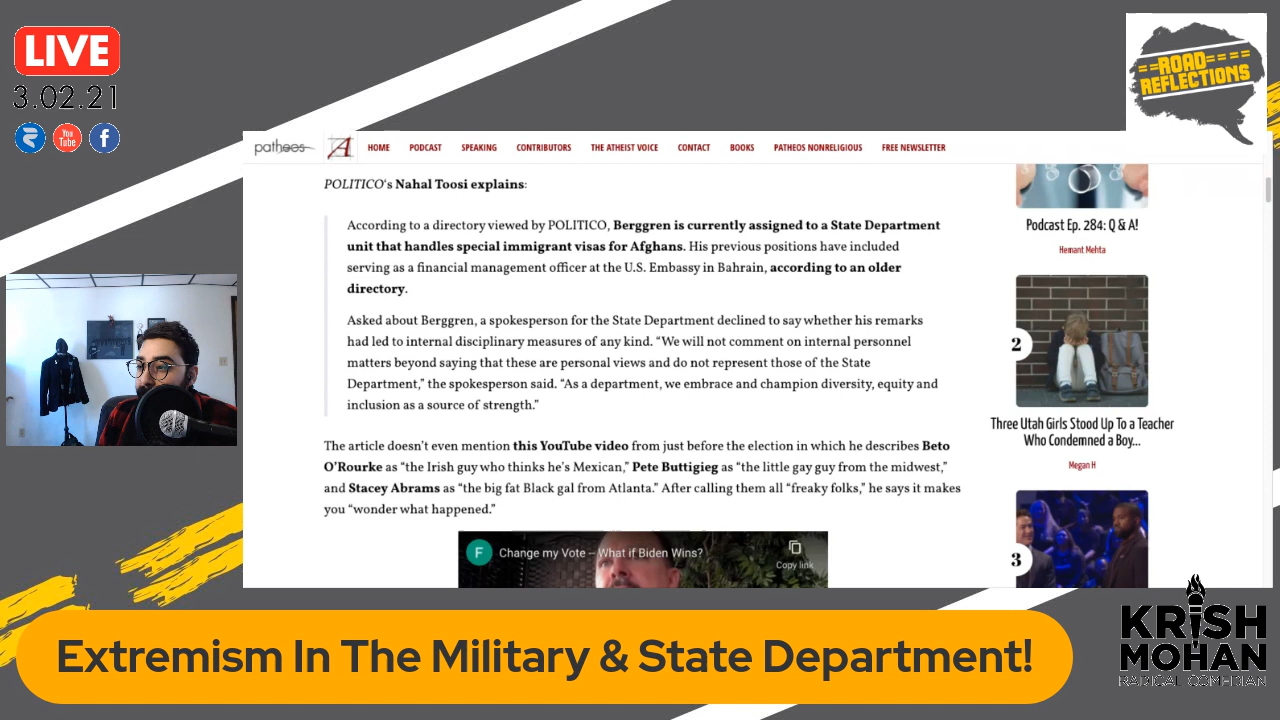 LIVE
3.02.21
You
Tube
f
==ROAD====
REFLECTIONS
patheos
A
HOME PODCAST SPEAKING CONTRIBUTORS THE ATHEIST VOICE CONTACT BOOKS PATHEOS NONRELIGIOUS FREE NEWSLETTER
POLITICO's Nahal Toosi explains:
According to a directory viewed by POLITICO, Berggren is currently assigned to a State Department
unit that handles special immigrant visas for Afghans. His previous positions have included
serving as a financial management officer at the U.S. Embassy in Bahrain, according to an older
directory.
Asked about Berggren, a spokesperson for the State Department declined to say whether his remarks
had led to internal disciplinary measures of any kind. “We will not comment on internal personnel
matters beyond saying that these are personal views and do not represent those of the State
Department,” the spokesperson said. “As a department, we embrace and champion diversity, equity and
inclusion as a source of strength.”
The article doesn’t even mention this YouTube video from just before the election in which he describes Beto
O’Rourke as “the Irish guy who thinks he’s Mexican,” Pete Buttigieg as “the little gay guy from the midwest,”
and Stacey Abrams as “the big fat Black gal from Atlanta.” After calling them all “freaky folks,” he says it makes
you “wonder what happened.”
F Change my Vote – What if Biden Wins?
Copy link
Podcast Ep. 284: Q & A!
Hemant Mehta
2
Three Utah Girls Stood Up To a Teacher
Who Condemned a Boy...
Megan H
3
Extremism In The Military & State Department!
KRISH
MOHAN
RADICAL COMEDIAN